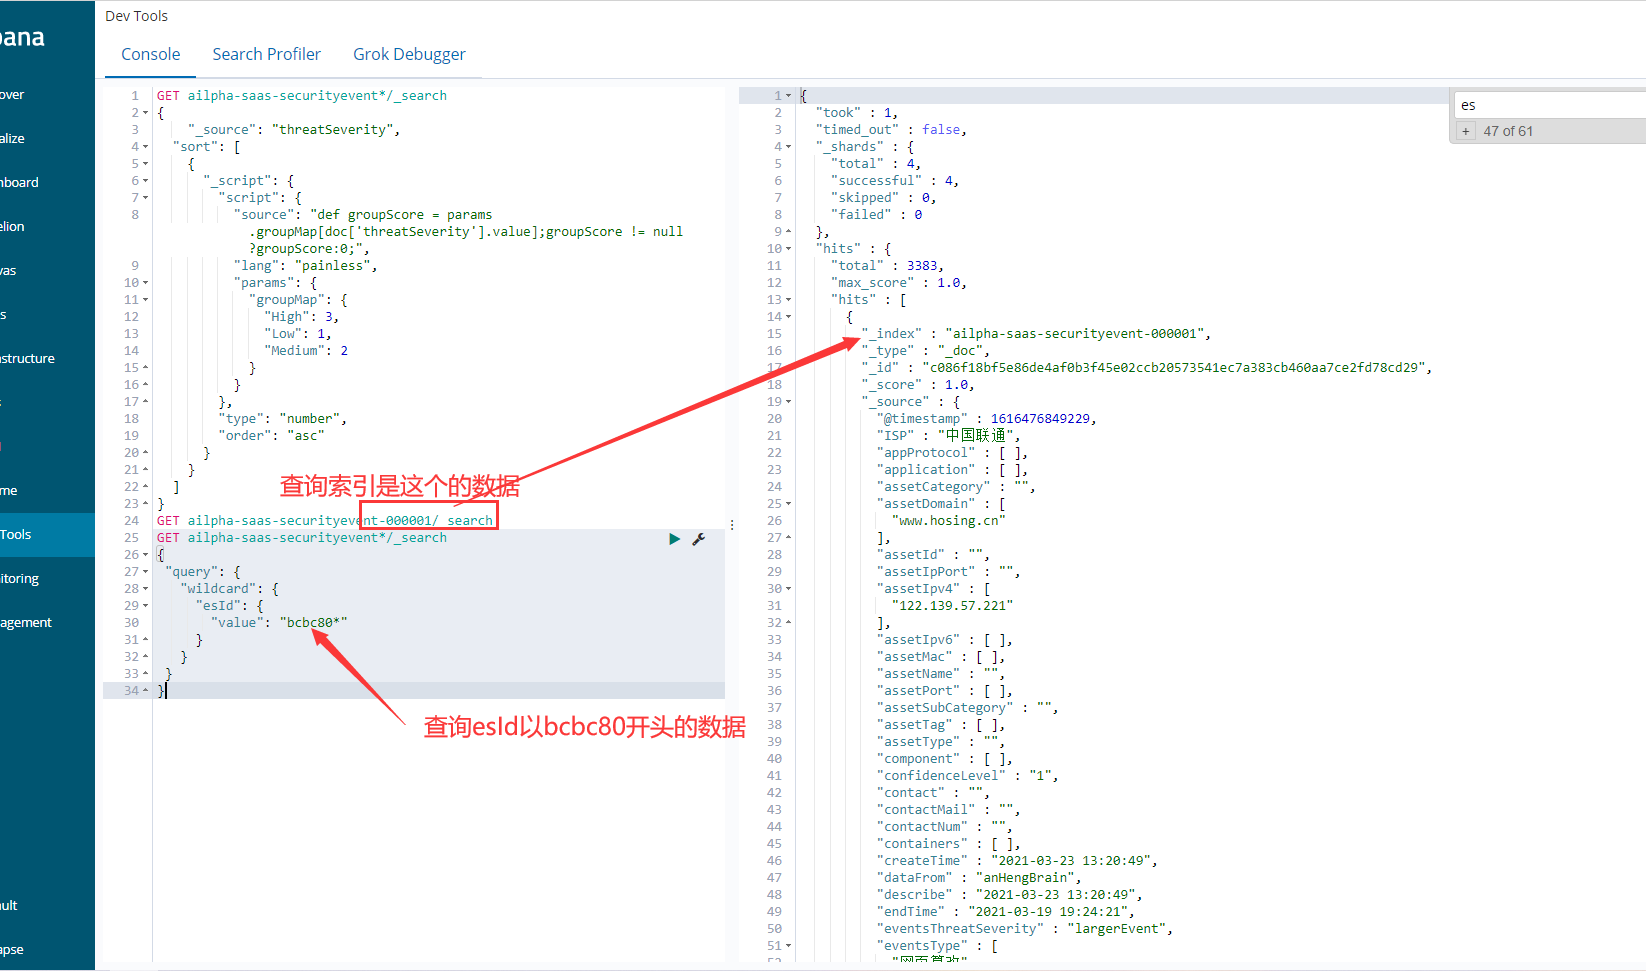 Dev Tools
bana
Console Search Profiler Grok Debugger
over
alize
nboard
elion
vas
s
astructure
me
Tools
itoring
agement
ult
apse
1 GET ailpha-saas-securityevent*/_search
2 {
3 "_source": "threatSeverity",
4 "sort": [
5 {
6 "_script": {
7 "script": {
8 "source": "def groupScore = params
.groupMap[doc['threatSeverity'].value];groupScore != null
?groupScore:0;",
9 "lang": "painless",
10 "params": {
11 "groupMap": {
12 "High": 3,
13 "Low": 1,
14 "Medium": 2
15 }
16 }
17 },
18 "type": "number",
19 "order": "asc"
20 }
21 }
22 ]
23 }
查询索引是这个的数据
24 GET ailpha-saas-securityevent-000001/_search
25 GET ailpha-saas-securityevent*/_search
26 {
27 "query": {
28 "wildcard": {
29 "esId": {
30 "value": "bcbc80*"
31 }
32 }
33 }
34 }
查询esId以bcbc80开头的数据
es
+ 47 of 61
1 {
2 "took" : 1,
3 "timed_out" : false,
4 "_shards" : {
5 "total" : 4,
6 "successful" : 4,
7 "skipped" : 0,
8 "failed" : 0
9 },
10 "hits" : {
11 "total" : 3383,
12 "max_score" : 1.0,
13 "hits" : [
14 {
15 "_index" : "ailpha-saas-securityevent-000001",
16 "_type" : "_doc",
17 "_id" : "c086f18bf5e86de4af0b3f45e02ccb20573541ec7a383cb460aa7ce2fd78cd29",
18 "_score" : 1.0,
19 "_source" : {
20 "@timestamp" : 1616476849229,
21 "ISP" : "中国联通",
22 "appProtocol" : [ ],
23 "application" : [ ],
24 "assetCategory" : "",
25 "assetDomain" : [
26 "www.hosing.cn"
27 ],
28 "assetId" : "",
29 "assetIpPort" : "",
30 "assetIpv4" : [
31 "122.139.57.221"
32 ],
33 "assetIpv6" : [ ],
34 "assetMac" : [ ],
35 "assetName" : "",
36 "assetPort" : [ ],
37 "assetSubCategory" : "",
38 "assetTag" : [ ],
39 "assetType" : "",
40 "component" : [ ],
41 "confidenceLevel" : "1",
42 "contact" : "",
43 "contactMail" : "",
44 "contactNum" : "",
45 "containers" : [ ],
46 "createTime" : "2021-03-23 13:20:49",
47 "dataFrom" : "anHengBrain",
48 "describe" : "2021-03-23 13:20:49",
49 "endTime" : "2021-03-19 19:24:21",
50 "eventsThreatSeverity" : "largerEvent",
51 "eventsType" : [
52 "网页篡改"